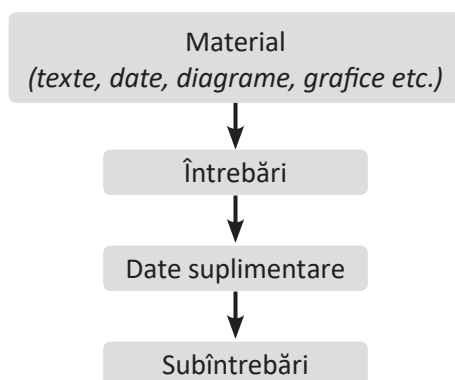 Material
(texte, date, diagrame, grafice etc.)
Întrebări
Date suplimentare
Subîntrebări